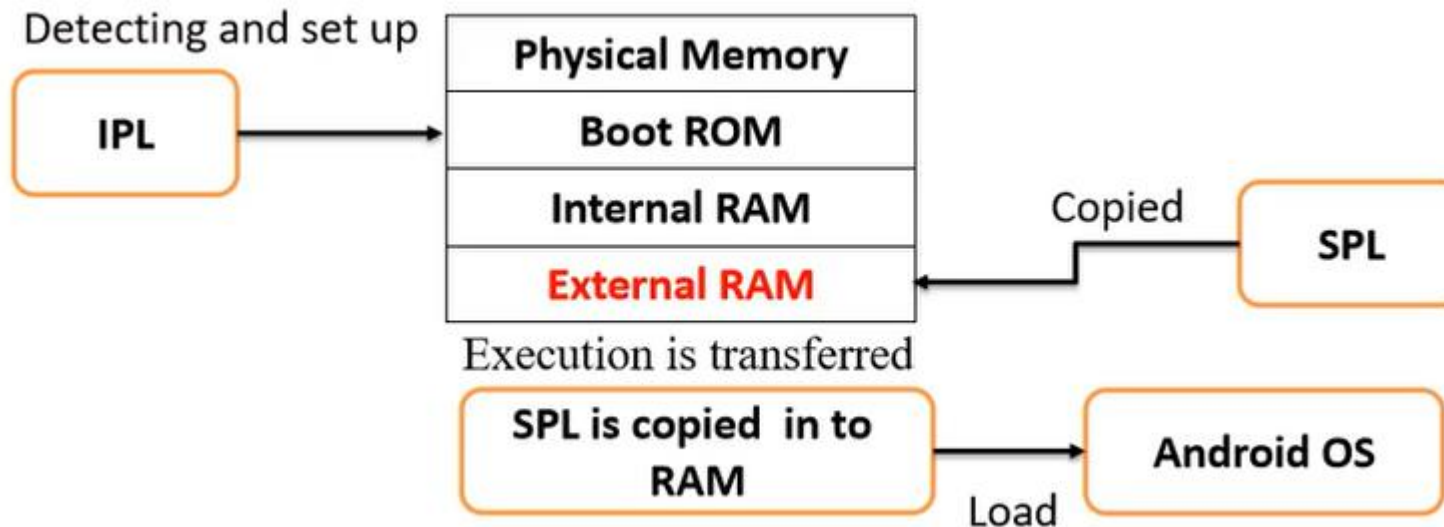 Detecting and set up
IPL
Physical Memory
Boot ROM
Internal RAM
External RAM
Copied
SPL
Execution is transferred
SPL is copied in to
RAM
Load
Android OS